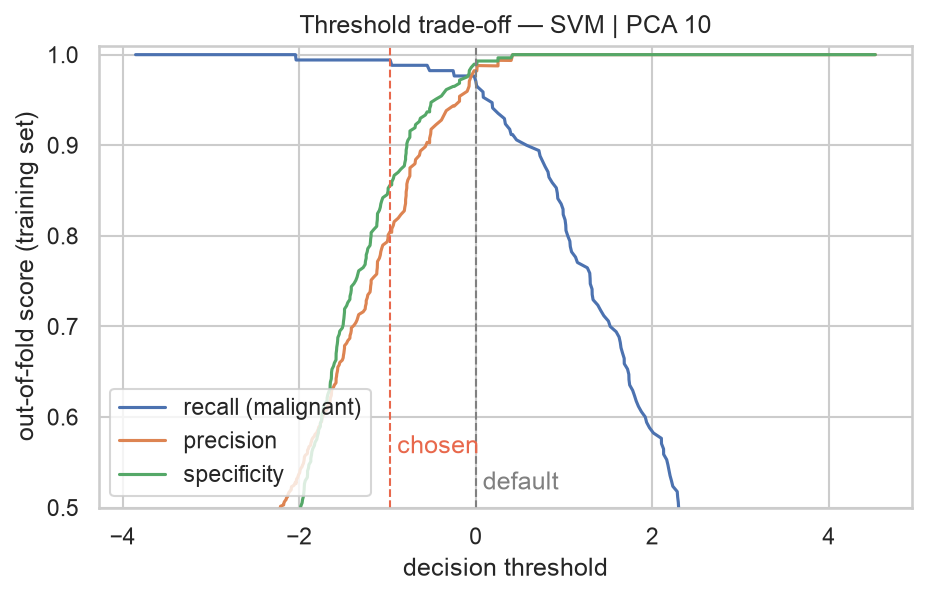 Threshold trade-off — SVM | PCA 10
out-of-fold score (training set)
1.0
0.9
0.8
0.7
0.6
0.5
recall (malignant)
precision
specificity
chosen
default
−4
−2
0
2
4
decision threshold